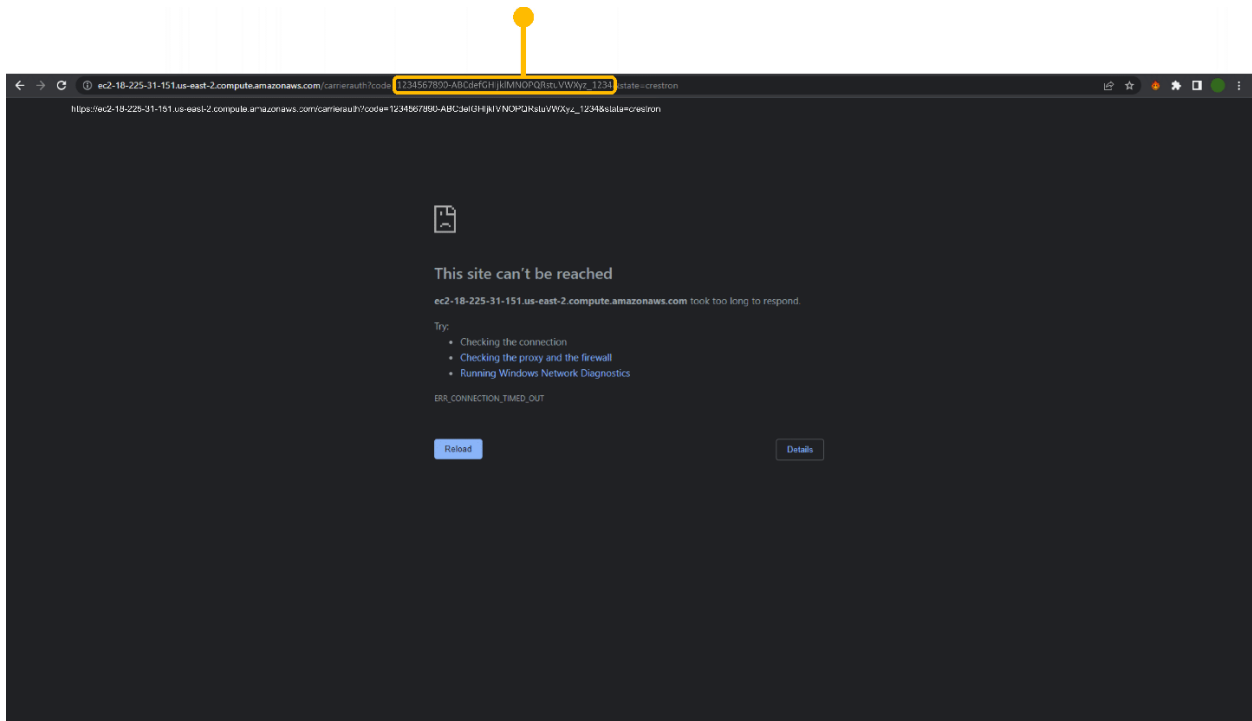 ec2-18-225-31-151.us-east-2.compute.amazonaws.com/carrierauth?code=1234567890-ABCdefGHIjklMNOPQRstuVWXyz_1234&state=crestron
https://ec2-18-225-31-151.us-east-2.compute.amazonaws.com/carrierauth?code=1234567890-ABCdefGHIjklMNOPQRstuVWXyz_1234&state=crestron
This site can't be reached
ec2-18-225-31-151.us-east-2.compute.amazonaws.com took too long to respond.
Try:
• Checking the connection
• Checking the proxy and the firewall
• Running Windows Network Diagnostics
ERR_CONNECTION_TIMED_OUT
Reload
Details